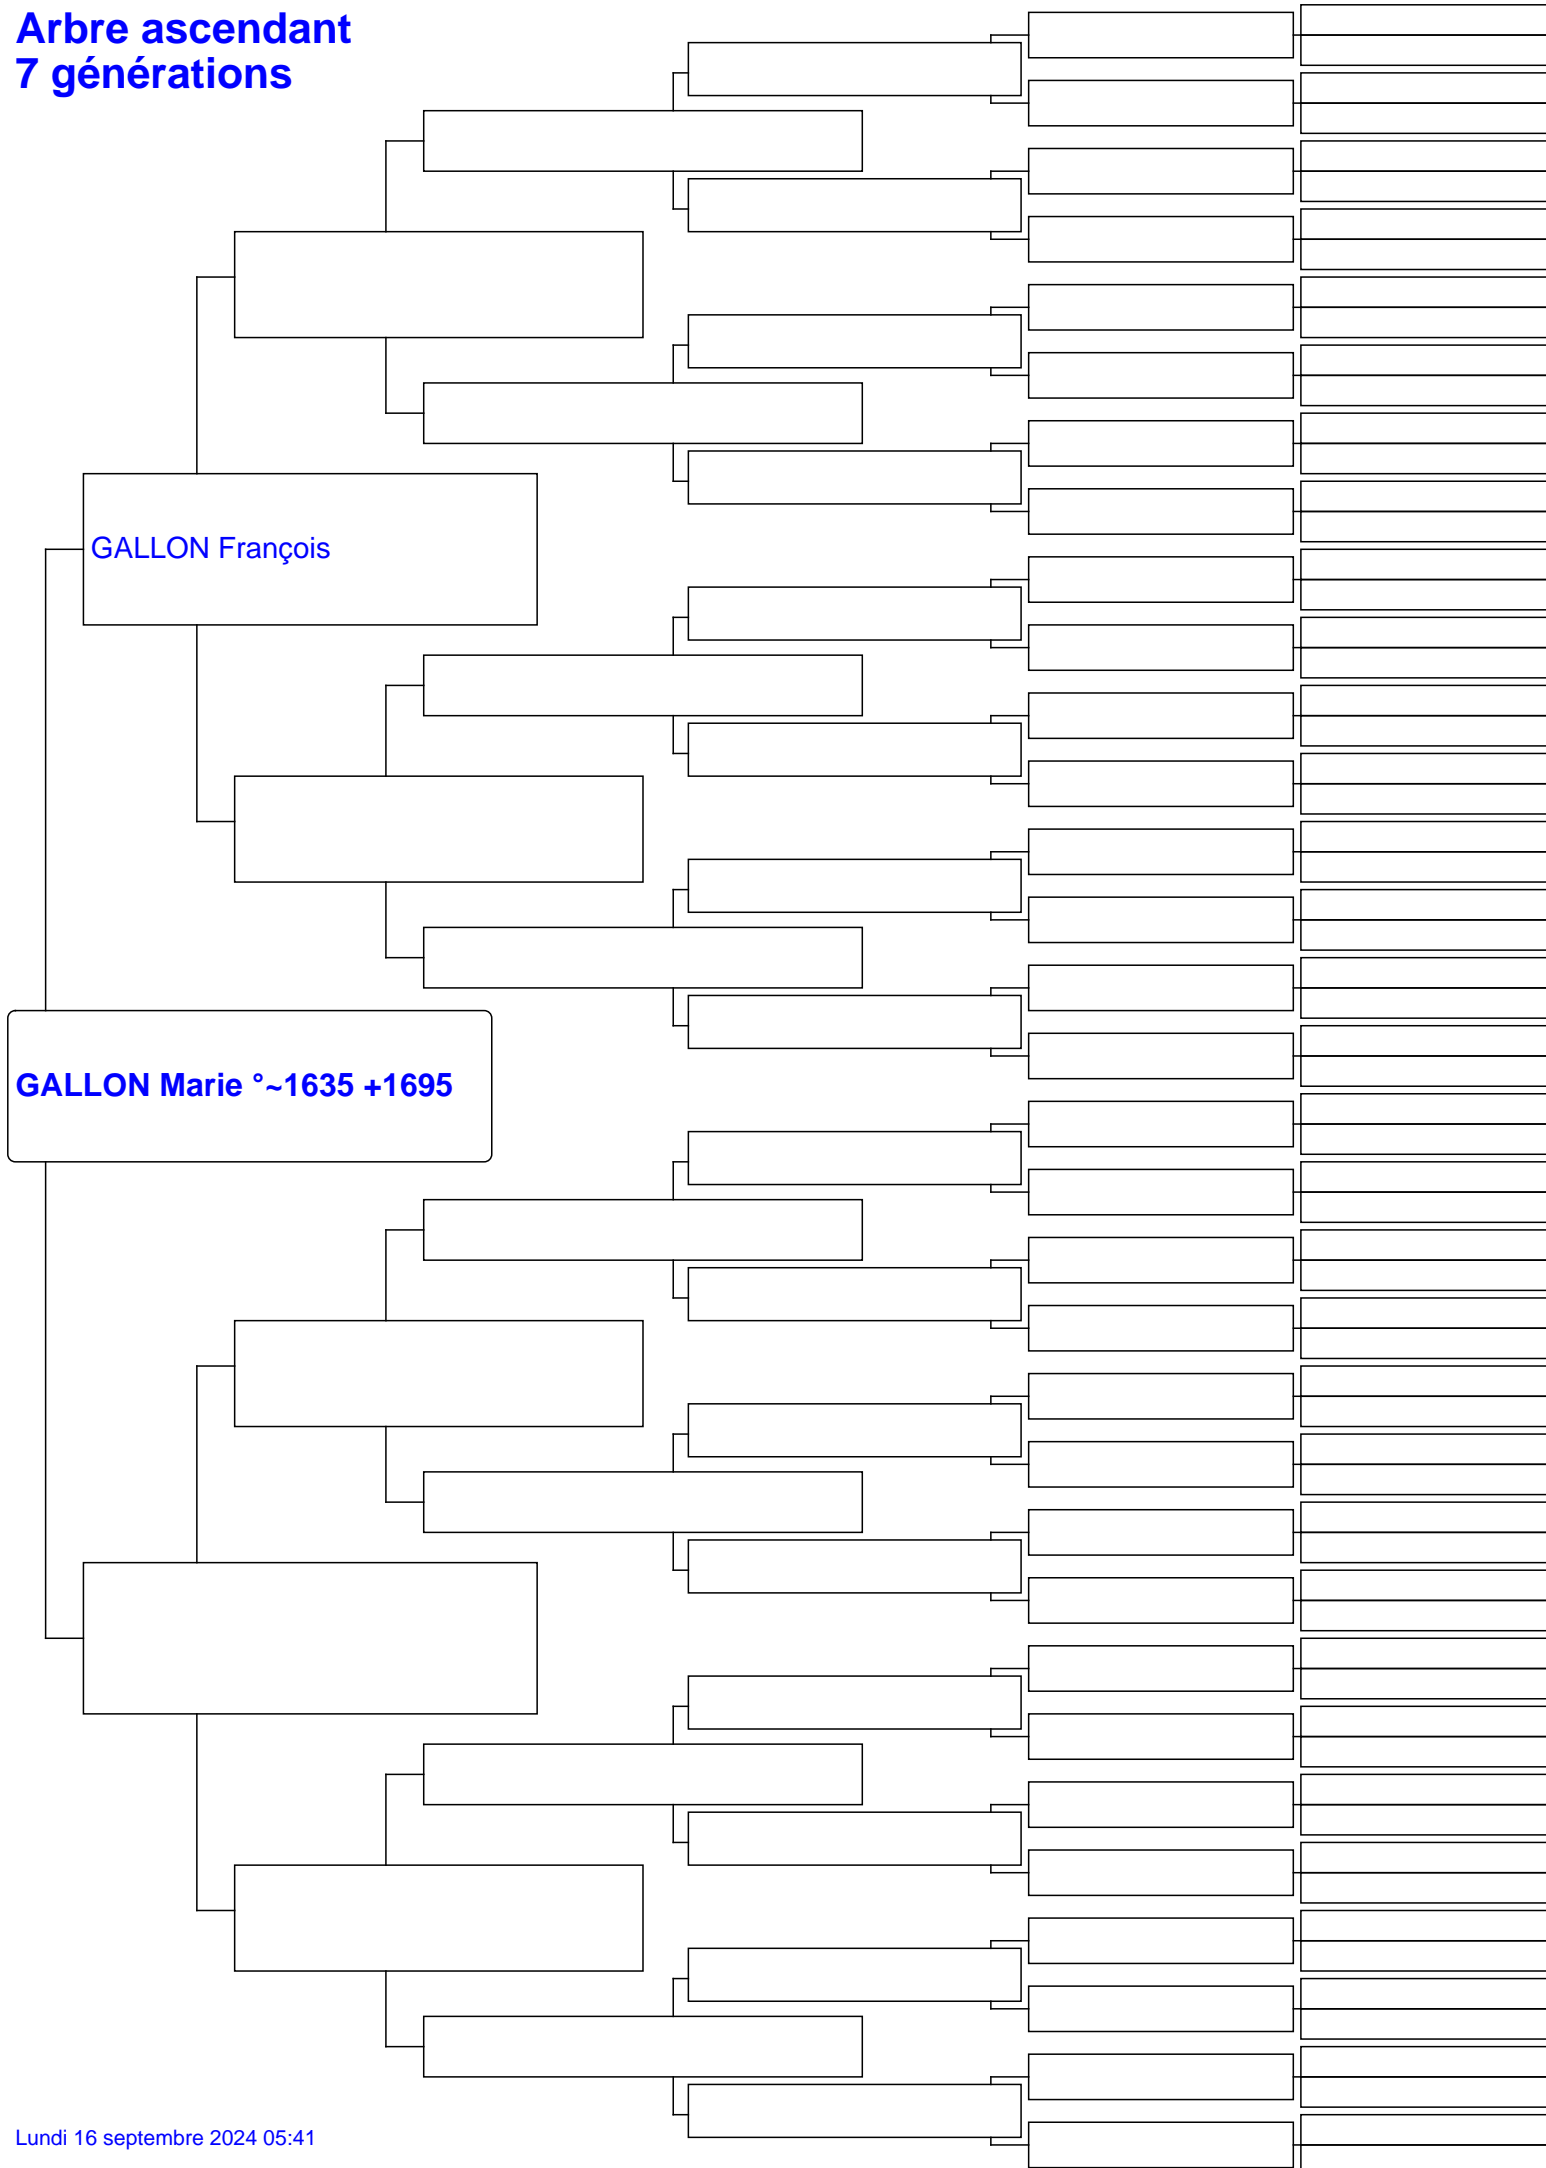 Arbre ascendant
7 générations
GALLON François
GALLON Marie °~1635 +1695
Lundi 16 septembre 2024 05:41